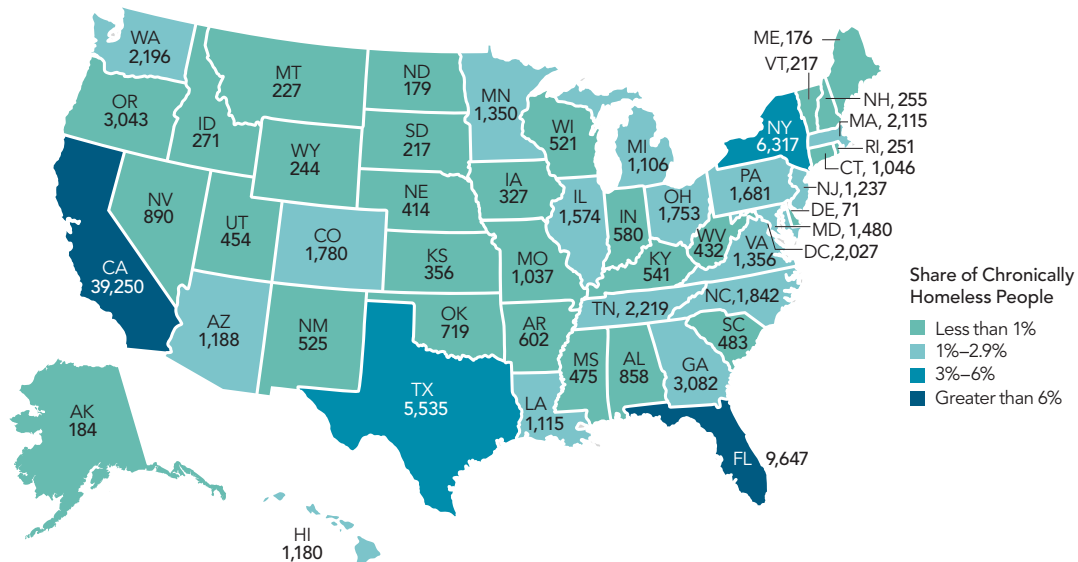 WA
2,196
OR
3,043
ID
271
MT
227
WY
244
ND
179
SD
217
NE
414
MN
1,350
WI
521
IA
327
MI
1,106
NV
890
UT
454
CO
1,780
KS
356
MO
1,037
IL
1,574
IN
580
OH
1,753
PA
1,681
NY
6,317
ME, 176
VT, 217
NH, 255
MA, 2,115
RI, 251
CT, 1,046
NJ, 1,237
DE, 71
MD, 1,480
DC, 2,027
WV
432
VA
1,356
KY
541
CA
39,250
AZ
1,188
NM
525
OK
719
AR
602
TN, 2,219
NC, 1,842
SC
483
MS
475
AL
858
GA
3,082
TX
5,535
LA
1,115
FL 9,647
AK
184
HI
1,180
Share of Chronically
Homeless People
Less than 1%
1%–2.9%
3%–6%
Greater than 6%